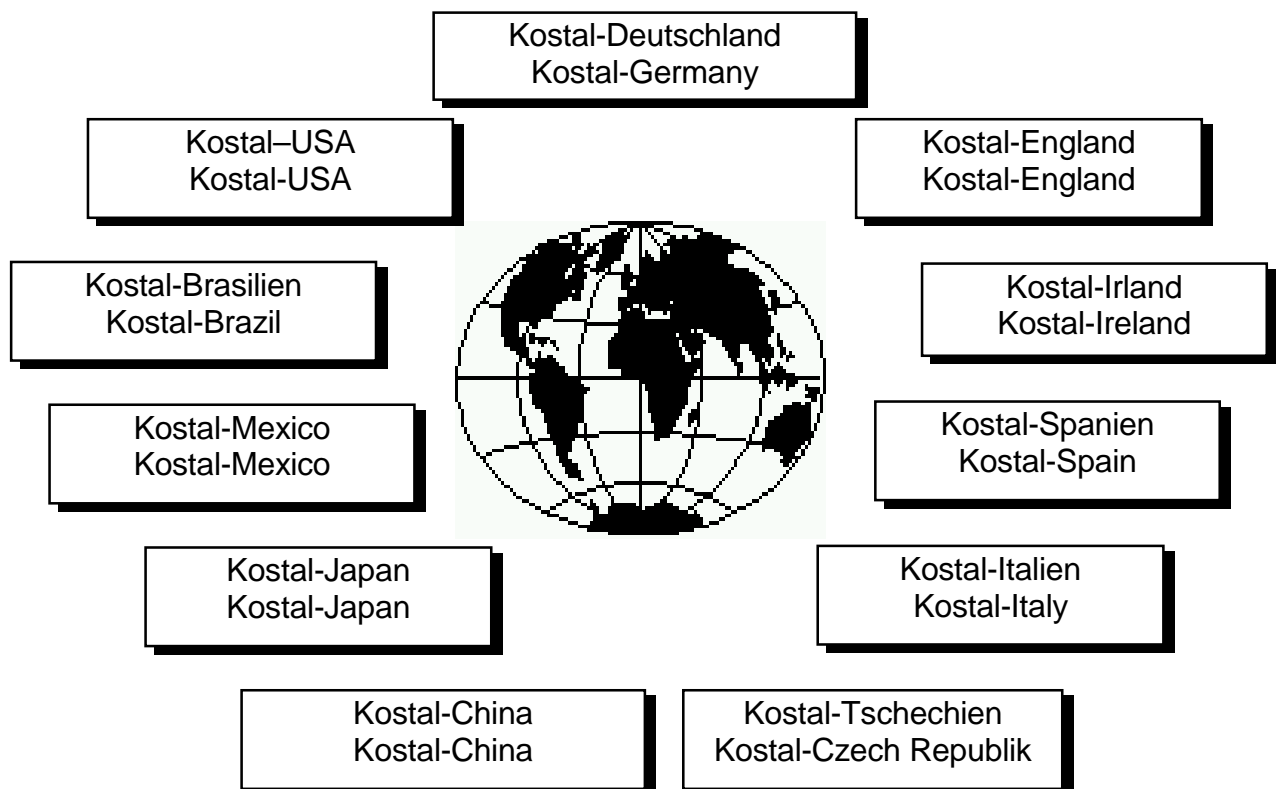 Kostal-Deutschland
Kostal-Germany
Kostal–USA
Kostal-USA
Kostal-England
Kostal-England
Kostal-Brasilien
Kostal-Brazil
Kostal-Irland
Kostal-Ireland
Kostal-Mexico
Kostal-Mexico
Kostal-Spanien
Kostal-Spain
Kostal-Japan
Kostal-Japan
Kostal-Italien
Kostal-Italy
Kostal-China
Kostal-China
Kostal-Tschechien
Kostal-Czech Republik